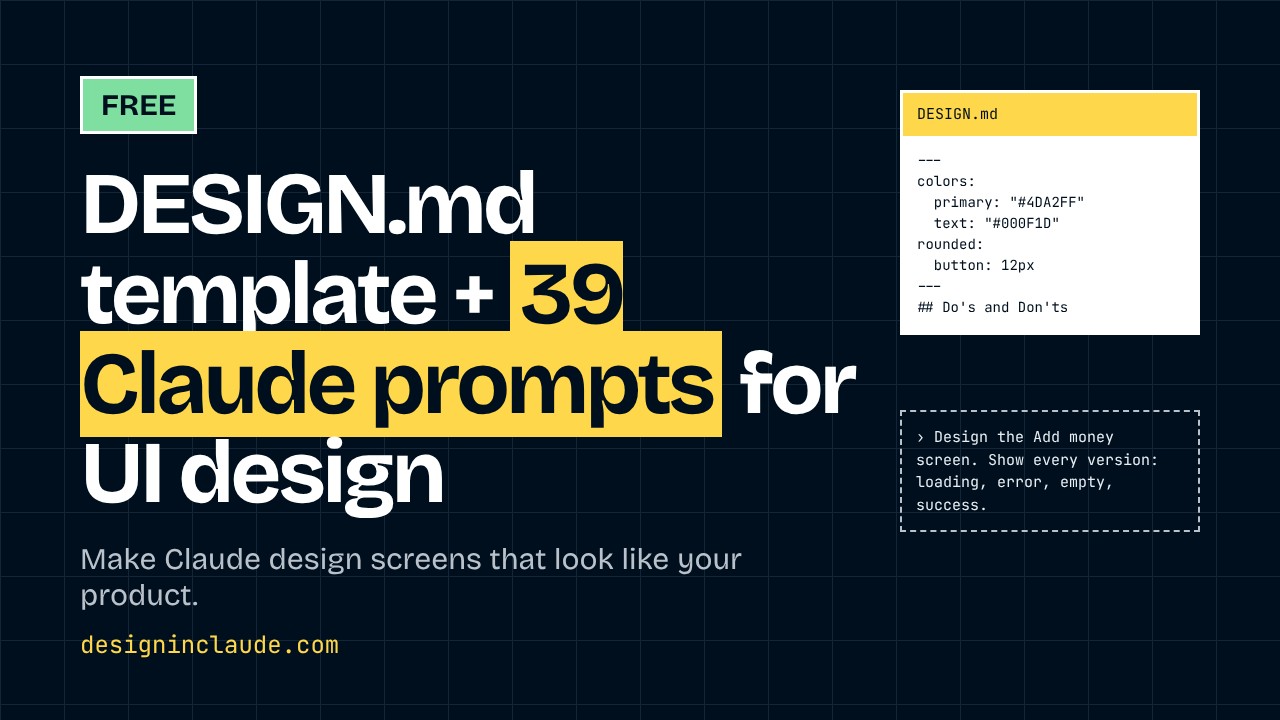 FREE
DESIGN.md
template + 39
Claude prompts for
UI design
Make Claude design screens that look like your
product.
designinclaude.com
DESIGN.md
---
colors:
  primary: "#4DA2FF"
  text: "#000F1D"
rounded:
  button: 12px
---
## Do's and Don'ts
› Design the Add money
screen. Show every version:
loading, error, empty,
success.